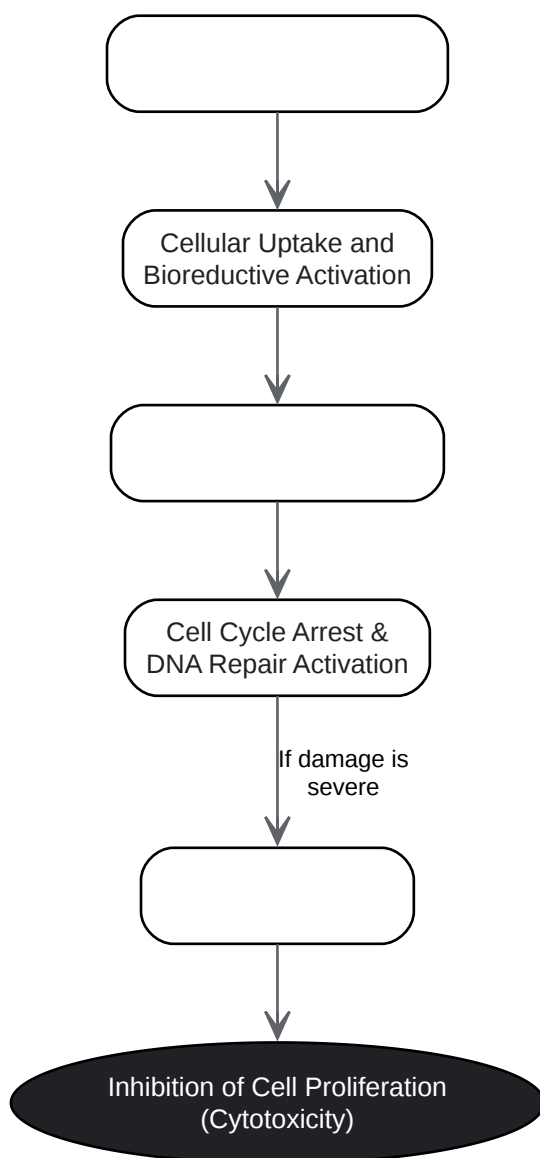 Cellular Uptake and
Bioreductive Activation
Cell Cycle Arrest &
DNA Repair Activation
If damage is
severe
Inhibition of Cell Proliferation
(Cytotoxicity)